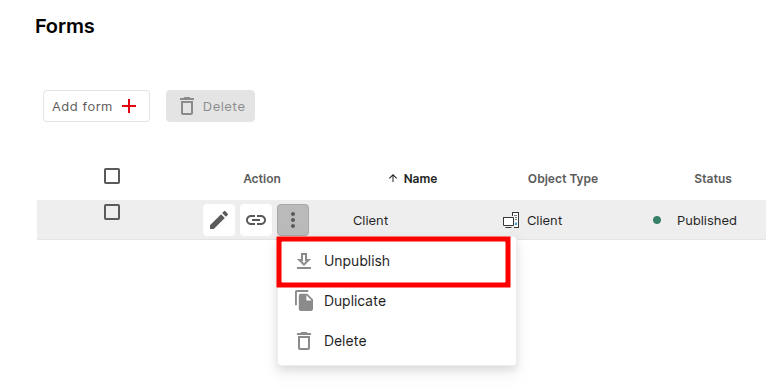 Forms
Add form
Delete
Action Name Object Type Status
Client Client Published
Unpublish
Duplicate
Delete